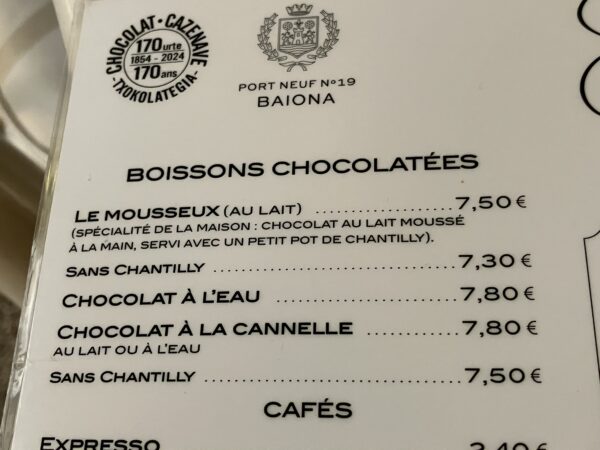 CHOCOLAT • CAZENAVE
170 urte
1854 - 2024
170 ans
• TXOKOLATEGIA •
PORT NEUF Nº19
BAIONA
BOISSONS CHOCOLATÉES
LE MOUSSEUX (AU LAIT) .................... 7,50 €
(SPÉCIALITÉ DE LA MAISON : CHOCOLAT AU LAIT MOUSSÉ
À LA MAIN, SERVI AVEC UN PETIT POT DE CHANTILLY).
SANS CHANTILLY .................... 7,30 €
CHOCOLAT À L'EAU .................... 7,80 €
CHOCOLAT À LA CANNELLE .................... 7,80 €
AU LAIT OU À L'EAU
SANS CHANTILLY .................... 7,50 €
CAFÉS
EXPRESSO 3,40 €